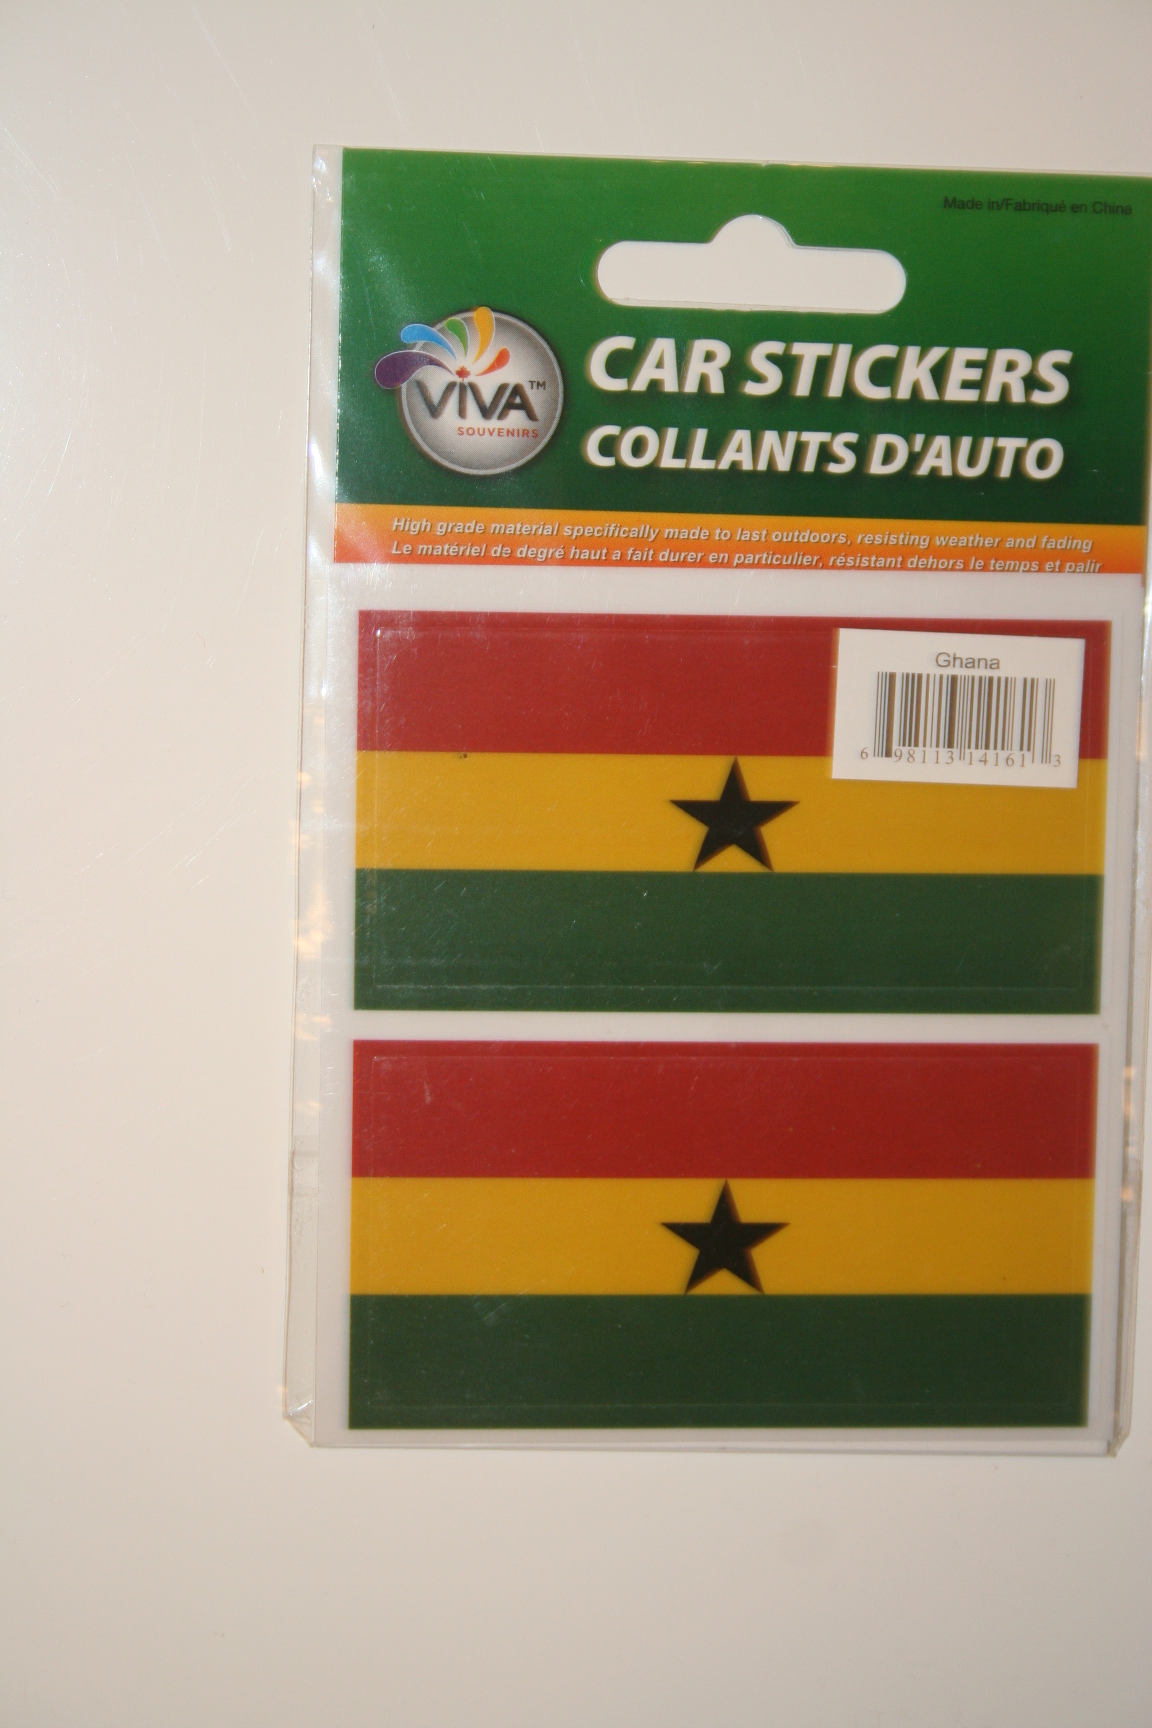 Made in/Fabriqué en China
VIVA™
SOUVENIRS
CAR STICKERS
COLLANTS D'AUTO
High grade material specifically made to last outdoors, resisting weather and fading
Le matériel de degré haut a fait durer en particulier, résistant dehors le temps et palir
Ghana
6 98113 14161 3